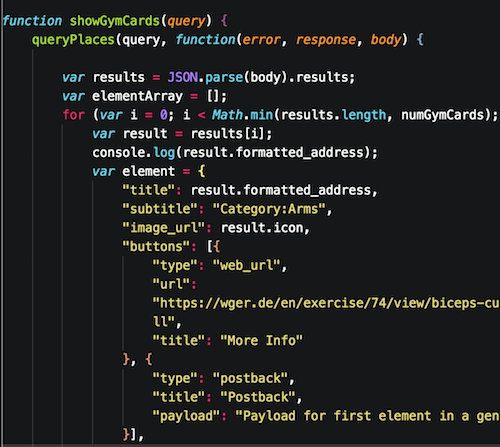 function showGymCards(query) {
queryPlaces(query, function(error, response, body) {
var results = JSON.parse(body).results;
var elementArray = [];
for (var i = 0; i < Math.min(results.length, numGymCards);
var result = results[i];
console.log(result.formatted_address);
var element = {
"title": result.formatted_address,
"subtitle": "Category:Arms",
"image_url": result.icon,
"buttons": [{
"type": "web_url",
"url":
"https://wger.de/en/exercise/74/view/biceps-cu
ll",
"title": "More Info"
}, {
"type": "postback",
"title": "Postback",
"payload": "Payload for first element in a gen
}],